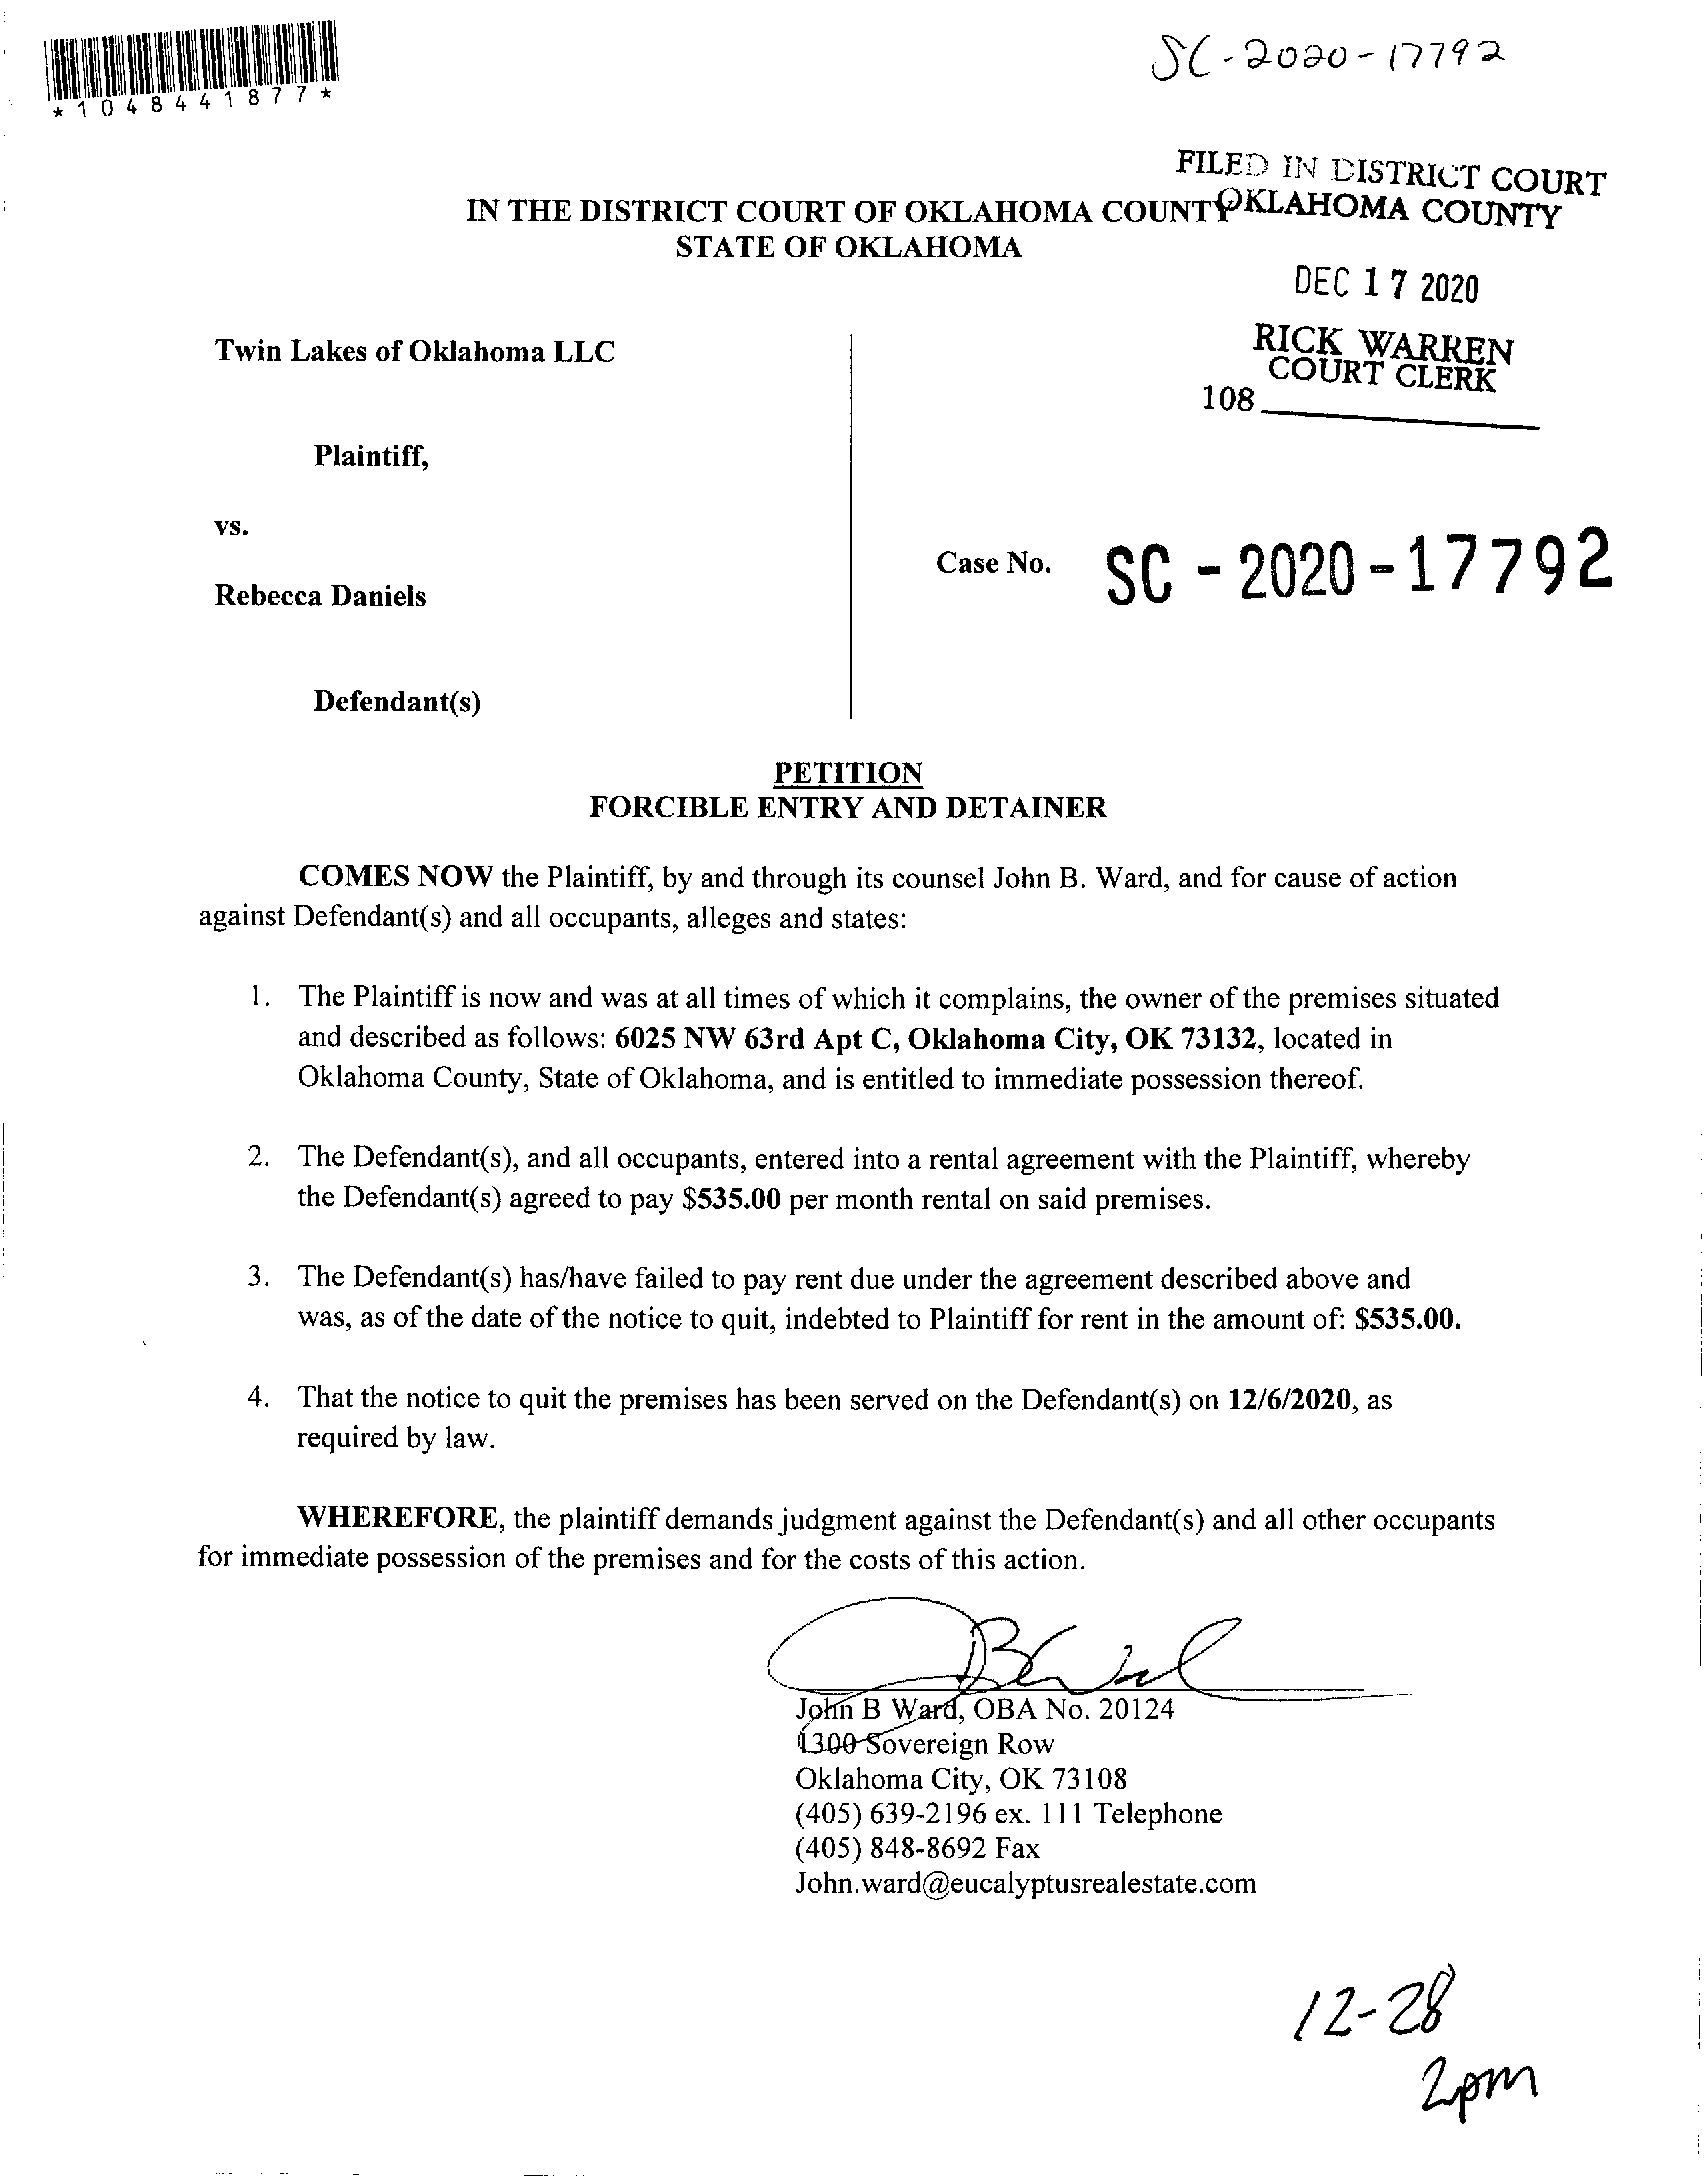 SC-2020-17792
*1048441877*
FILED IN DISTRICT COURT
OKLAHOMA COUNTY
IN THE DISTRICT COURT OF OKLAHOMA COUNTY
STATE OF OKLAHOMA
DEC 17 2020
RICK WARREN
COURT CLERK
108
Twin Lakes of Oklahoma LLC
Plaintiff,
vs.
Case No. SC-2020-17792
Rebecca Daniels
Defendant(s)
PETITION
FORCIBLE ENTRY AND DETAINER
COMES NOW the Plaintiff, by and through its counsel John B. Ward, and for cause of action
against Defendant(s) and all occupants, alleges and states:
1. The Plaintiff is now and was at all times of which it complains, the owner of the premises situated
and described as follows: 6025 NW 63rd Apt C, Oklahoma City, OK 73132, located in
Oklahoma County, State of Oklahoma, and is entitled to immediate possession thereof.
2. The Defendant(s), and all occupants, entered into a rental agreement with the Plaintiff, whereby
the Defendant(s) agreed to pay $535.00 per month rental on said premises.
3. The Defendant(s) has/have failed to pay rent due under the agreement described above and
was, as of the date of the notice to quit, indebted to Plaintiff for rent in the amount of: $535.00.
4. That the notice to quit the premises has been served on the Defendant(s) on 12/6/2020, as
required by law.
WHEREFORE, the plaintiff demands judgment against the Defendant(s) and all other occupants
for immediate possession of the premises and for the costs of this action.
John B Ward, OBA No. 20124
1300 Sovereign Row
Oklahoma City, OK 73108
(405) 639-2196 ex. 111 Telephone
(405) 848-8692 Fax
John.ward@eucalyptusrealestate.com
12-28
2pm